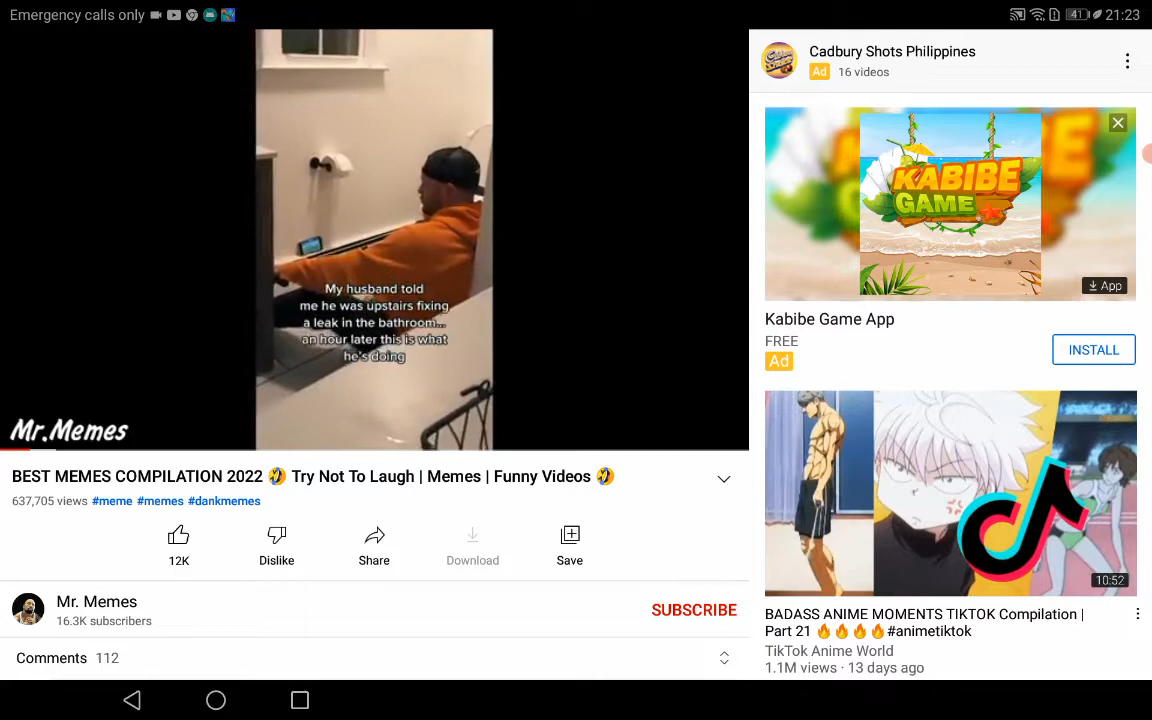 Emergency calls only
41
21:23
My husband told
me he was upstairs fixing
a leak in the bathroom...
an hour later this is what
he's doing
Mr.Memes
BEST MEMES COMPILATION 2022 🤣 Try Not To Laugh | Memes | Funny Videos 🤣
637,705 views #meme #memes #dankmemes
12K
Dislike
Share
Download
Save
Mr. Memes
16.3K subscribers
SUBSCRIBE
Comments 112
Cadbury Shots Philippines
Ad 16 videos
KABIBE
GAME
App
Kabibe Game App
FREE
Ad
INSTALL
10:52
BADASS ANIME MOMENTS TIKTOK Compilation |
Part 21 🔥🔥🔥🔥#animetiktok
TikTok Anime World
1.1M views · 13 days ago